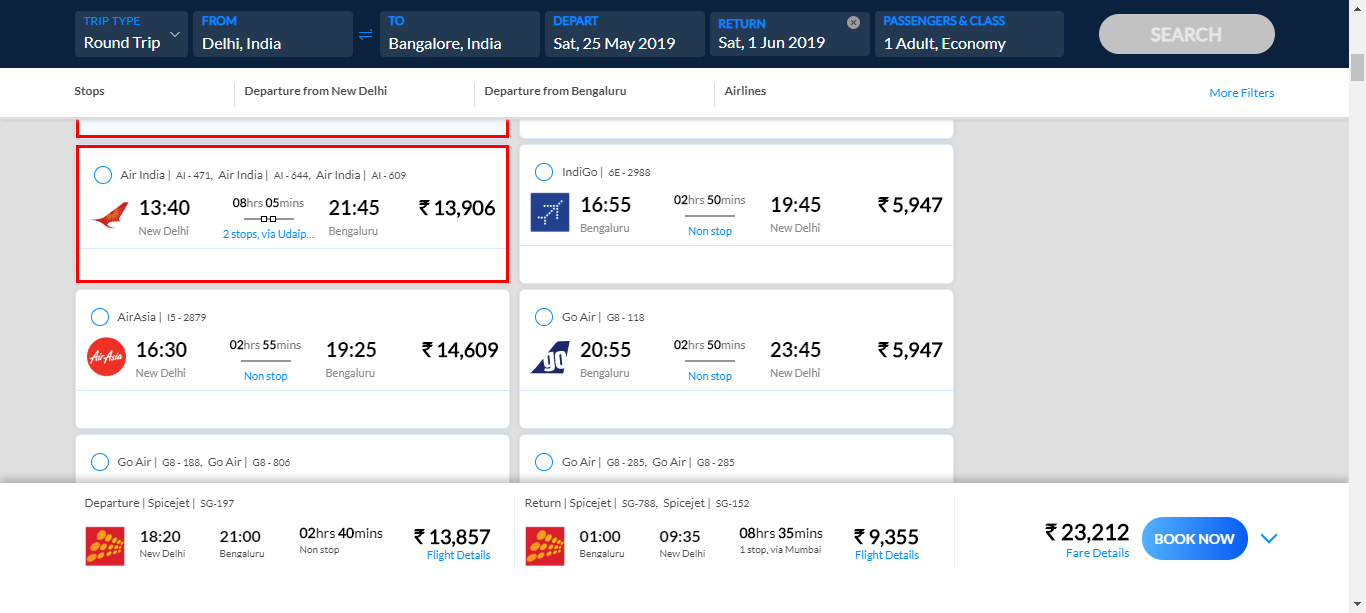 TRIP TYPE
Round Trip
FROM
Delhi, India
TO
Bangalore, India
DEPART
Sat, 25 May 2019
RETURN
Sat, 1 Jun 2019
PASSENGERS & CLASS
1 Adult, Economy
SEARCH
Stops
Departure from New Delhi
Departure from Bengaluru
Airlines
More Filters
Air India | AI - 471, Air India | AI - 644, Air India | AI - 609
13:40
New Delhi
08hrs 05mins
2 stops, via Udaip...
21:45
Bengaluru
₹ 13,906
IndiGo | 6E - 2988
16:55
Bengaluru
02hrs 50mins
Non stop
19:45
New Delhi
₹ 5,947
AirAsia | I5 - 2879
AirAsia
16:30
New Delhi
02hrs 55mins
Non stop
19:25
Bengaluru
₹ 14,609
Go Air | G8 - 118
go
20:55
Bengaluru
02hrs 50mins
Non stop
23:45
New Delhi
₹ 5,947
Go Air | G8 - 188, Go Air | G8 - 806
Go Air | G8 - 285, Go Air | G8 - 285
Departure | Spicejet | SG-197
18:20
New Delhi
21:00
Bengaluru
02hrs 40mins
Non stop
₹ 13,857
Flight Details
Return | Spicejet | SG-788, Spicejet | SG-152
01:00
Bengaluru
09:35
New Delhi
08hrs 35mins
1 stop, via Mumbai
₹ 9,355
Flight Details
₹ 23,212
Fare Details
BOOK NOW